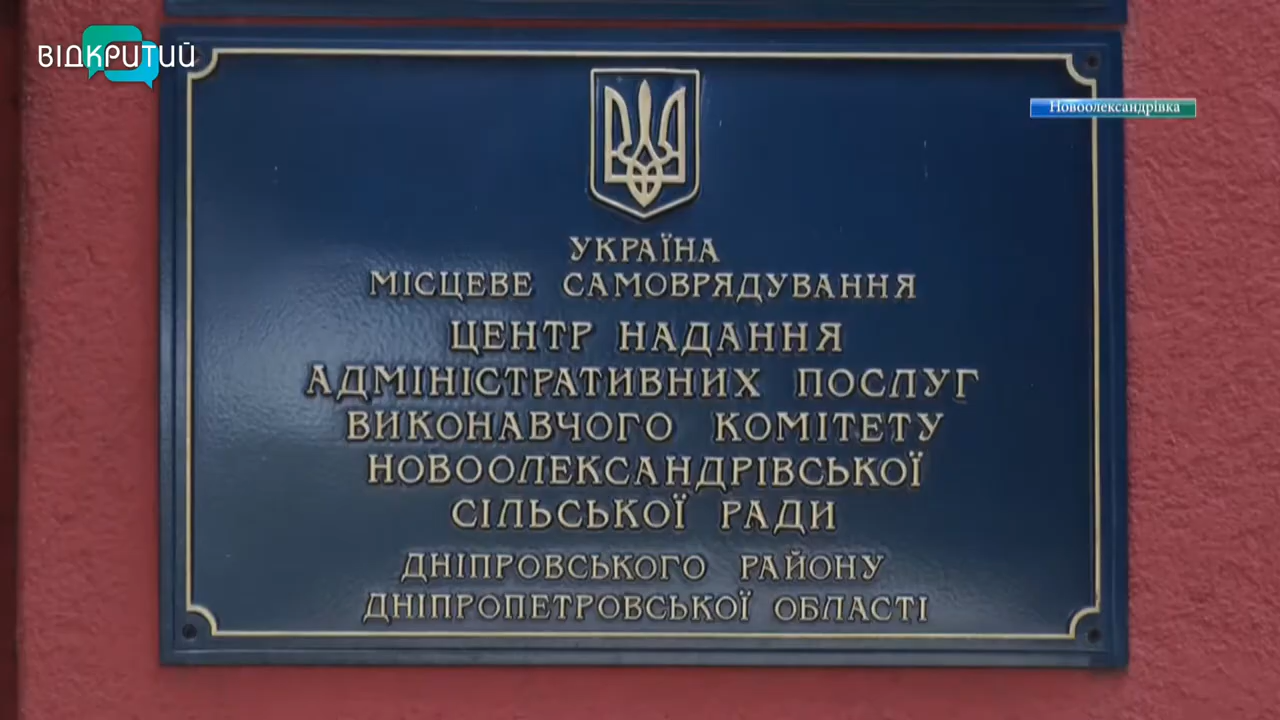 ВІДКРИТИЙ
Новоолександрівка
УКРАЇНА
МІСЦЕВЕ САМОВРЯДУВАННЯ
ЦЕНТР НАДАННЯ
АДМІНІСТРАТИВНИХ ПОСЛУГ
ВИКОНАВЧОГО КОМІТЕТУ
НОВООЛЕКСАНДРІВСЬКОЇ
СІЛЬСЬКОЇ РАДИ
ДНІПРОВСЬКОГО РАЙОНУ
ДНІПРОПЕТРОВСЬКОЇ ОБЛАСТІ